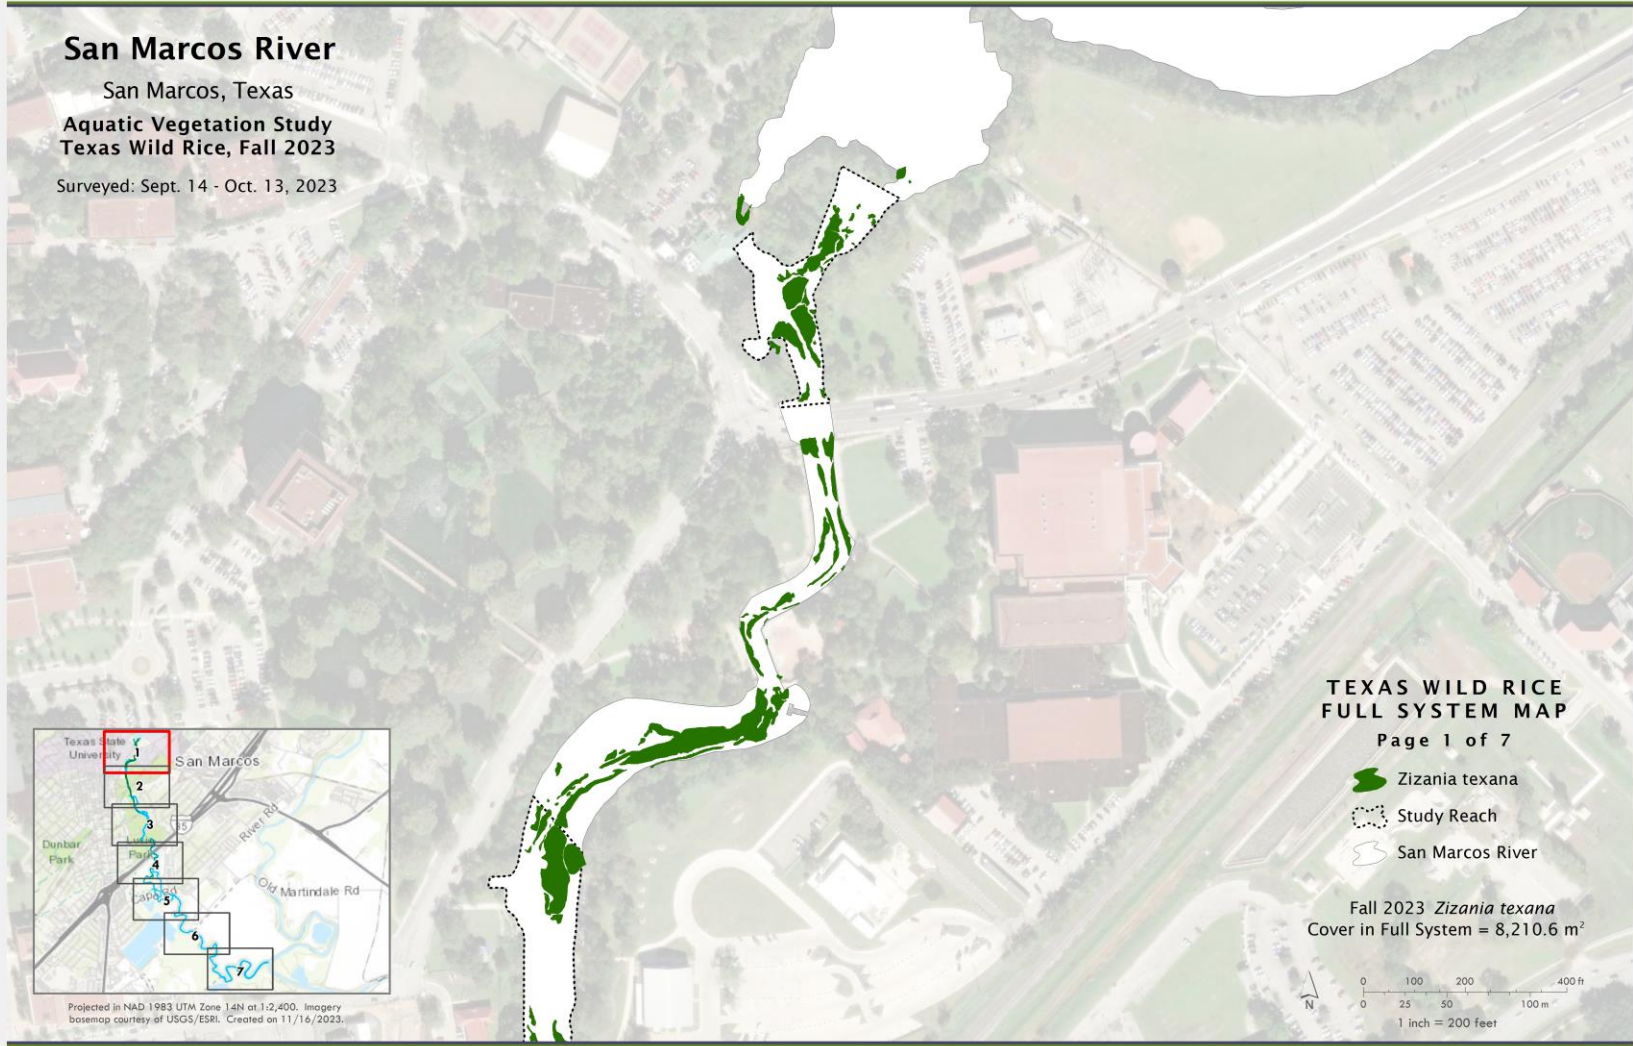 San Marcos River
San Marcos, Texas
Aquatic Vegetation Study
Texas Wild Rice, Fall 2023
Surveyed: Sept. 14 - Oct. 13, 2023
Texas State
University
San Marcos
1
2
3
35
River Rd
Dunbar
Park
Park
4
Old Martindale Rd
5
6
7
Projected in NAD 1983 UTM Zone 14N at 1:2,400. Imagery
basemap courtesy of USGS/ESRI. Created on 11/16/2023.
TEXAS WILD RICE
FULL SYSTEM MAP
Page 1 of 7
Zizania texana
Study Reach
San Marcos River
Fall 2023 Zizania texana
Cover in Full System = 8,210.6 m²
N
0 100 200 400 ft
0 25 50 100 m
1 inch = 200 feet